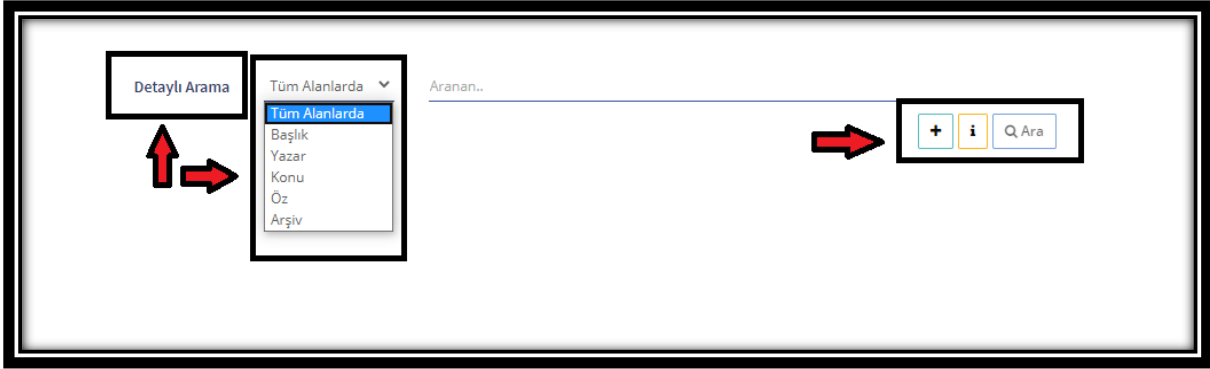 Detaylı Arama
Tüm Alanlarda
Aranan..
Tüm Alanlarda
Başlık
Yazar
Konu
Öz
Arşiv
+ i Ara